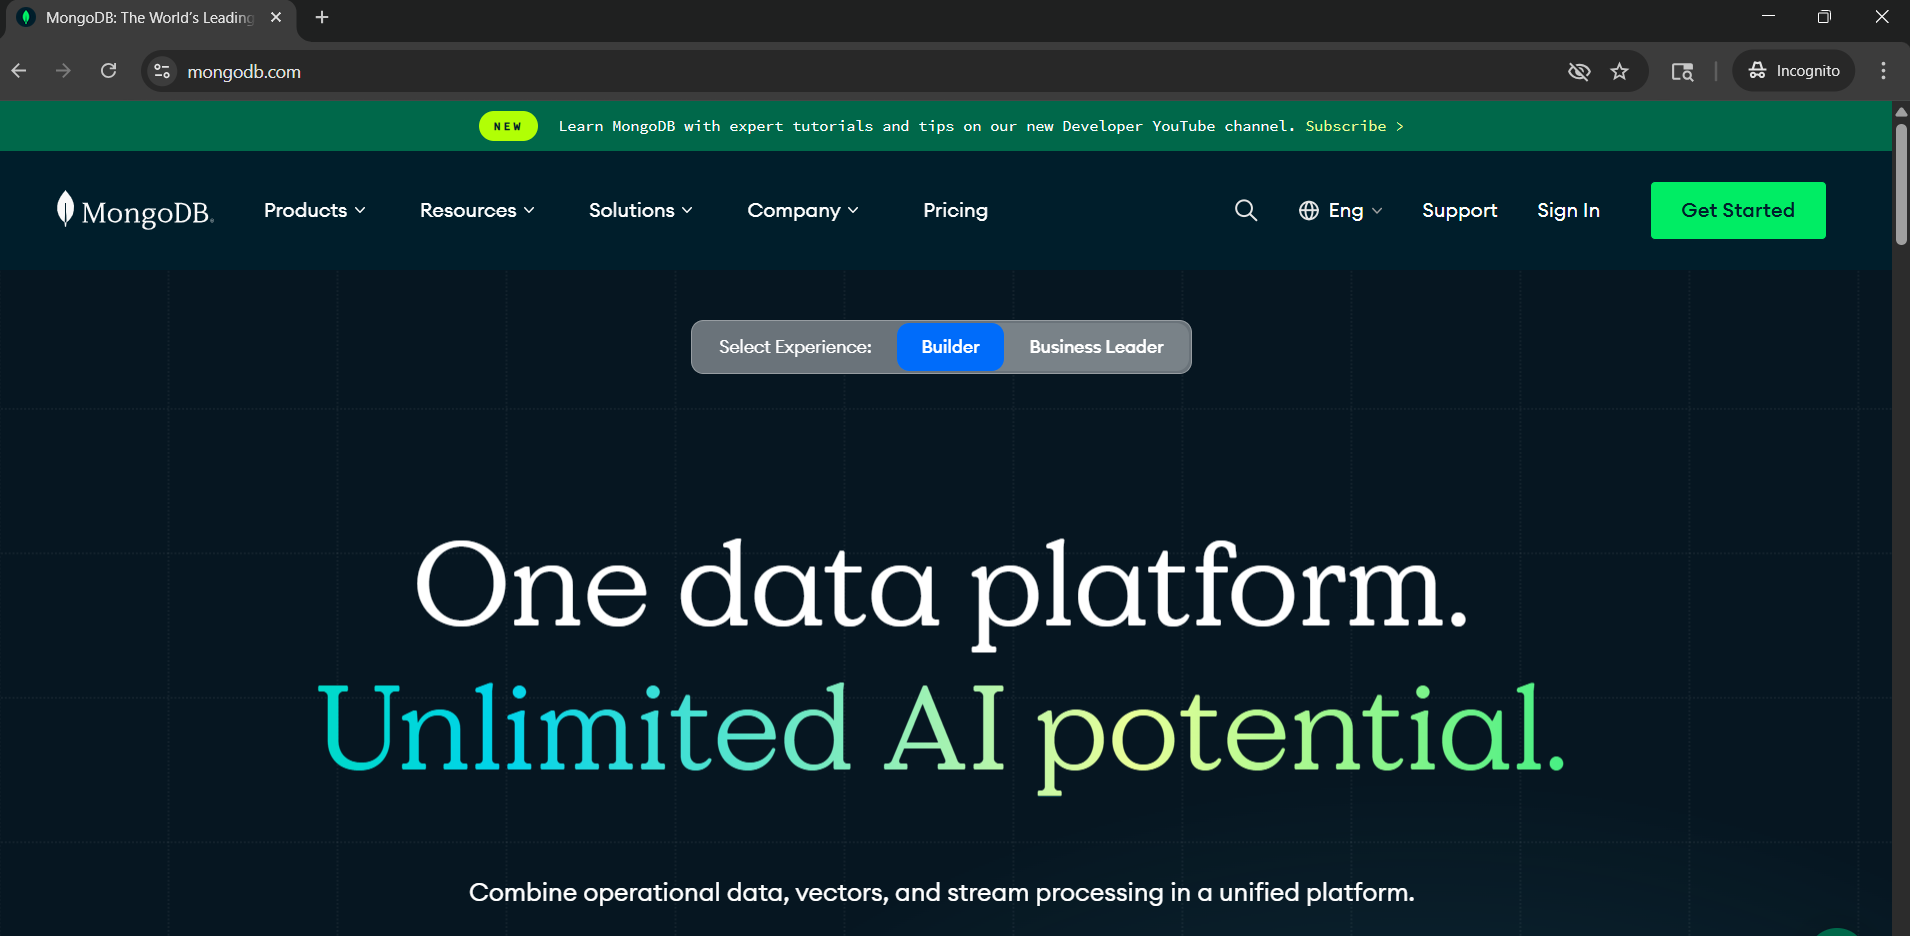 MongoDB: The World's Leading
mongodb.com
Incognito
NEW Learn MongoDB with expert tutorials and tips on our new Developer YouTube channel. Subscribe >
MongoDB. Products Resources Solutions Company Pricing Eng Support Sign In Get Started
Select Experience: Builder Business Leader
One data platform.
Unlimited AI potential.
Combine operational data, vectors, and stream processing in a unified platform.